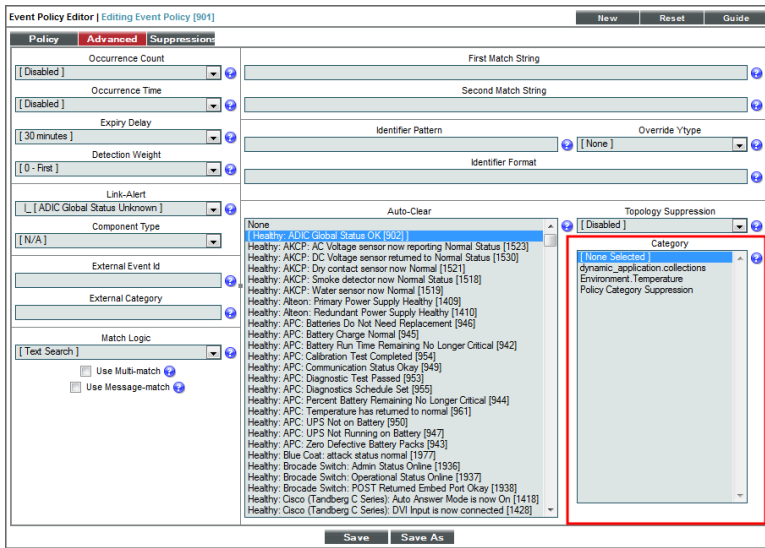 Event Policy Editor | Editing Event Policy [901]
New
Reset
Guide
Policy
Advanced
Suppressions
Occurrence Count
[ Disabled ]
Occurrence Time
[ Disabled ]
Expiry Delay
[ 30 minutes ]
Detection Weight
[ 0 - First ]
Link-Alert
|_ [ ADIC Global Status Unknown ]
Component Type
[ N/A ]
External Event Id
External Category
Match Logic
[ Text Search ]
Use Multi-match
Use Message-match
First Match String
Second Match String
Identifier Pattern
Override Ytype
[ None ]
Identifier Format
Auto-Clear
None
[ Healthy: ADIC Global Status OK [902] ]
Healthy: AKCP: AC Voltage sensor now reporting Normal Status [1523]
Healthy: AKCP: DC Voltage sensor returned to Normal Status [1530]
Healthy: AKCP: Dry contact sensor now Normal [1521]
Healthy: AKCP: Smoke detector now Normal Status [1518]
Healthy: AKCP: Water sensor now Normal [1519]
Healthy: Alteon: Primary Power Supply Healthy [1409]
Healthy: Alteon: Redundant Power Supply Healthy [1410]
Healthy: APC: Batteries Do Not Need Replacement [946]
Healthy: APC: Battery Charge Normal [945]
Healthy: APC: Battery Run Time Remaining No Longer Critical [942]
Healthy: APC: Calibration Test Completed [954]
Healthy: APC: Communication Status Okay [949]
Healthy: APC: Diagnostic Test Passed [953]
Healthy: APC: Diagnostics Schedule Set [955]
Healthy: APC: Percent Battery Remaining No Longer Critical [944]
Healthy: APC: Temperature has returned to normal [961]
Healthy: APC: UPS Not on Battery [950]
Healthy: APC: UPS Not Running on Battery [947]
Healthy: APC: Zero Defective Battery Packs [943]
Healthy: Blue Coat: attack status normal [1977]
Healthy: Brocade Switch: Admin Status Online [1936]
Healthy: Brocade Switch: Operational Status Online [1937]
Healthy: Brocade Switch: POST Returned Embed Port Okay [1938]
Healthy: Cisco (Tandberg C Series): Auto Answer Mode is now On [1418]
Healthy: Cisco (Tandberg C Series): DVI Input is now connected [1428]
Topology Suppression
[ Disabled ]
Category
[ None Selected ]
dynamic_application.collections
Environment.Temperature
Policy Category Suppression
Save
Save As